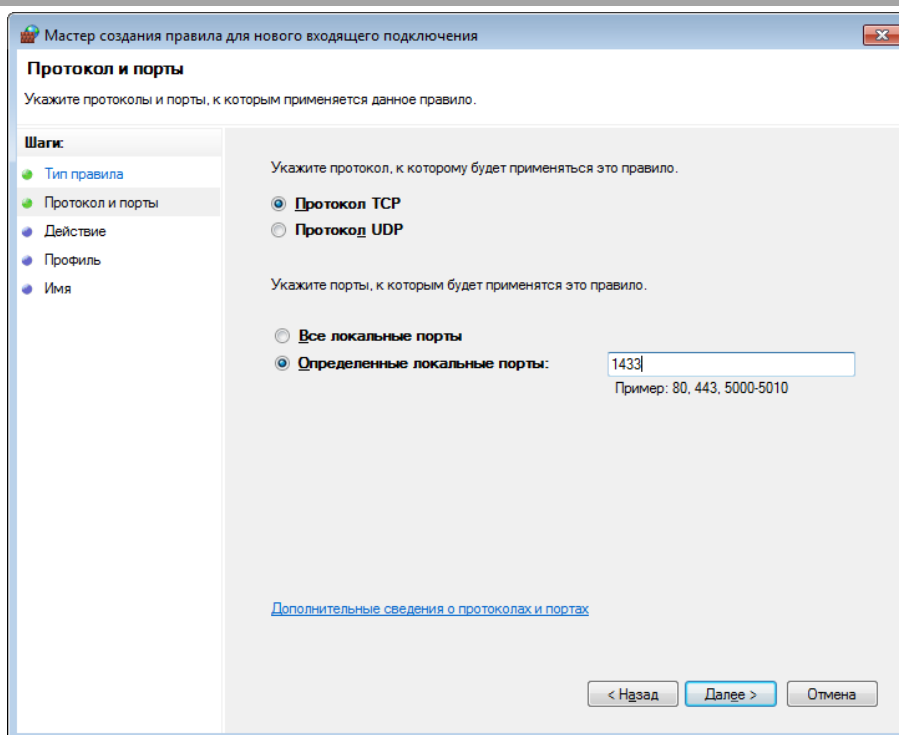 Мастер создания правила для нового входящего подключения
Протокол и порты
Укажите протоколы и порты, к которым применяется данное правило.
Шаги:
Тип правила
Протокол и порты
Действие
Профиль
Имя
Укажите протокол, к которому будет применяться это правило.
Протокол TCP
Протокол UDP
Укажите порты, к которым будет применятся это правило.
Все локальные порты
Определенные локальные порты:
1433
Пример: 80, 443, 5000-5010
Дополнительные сведения о протоколах и портах
< Назад
Далее >
Отмена